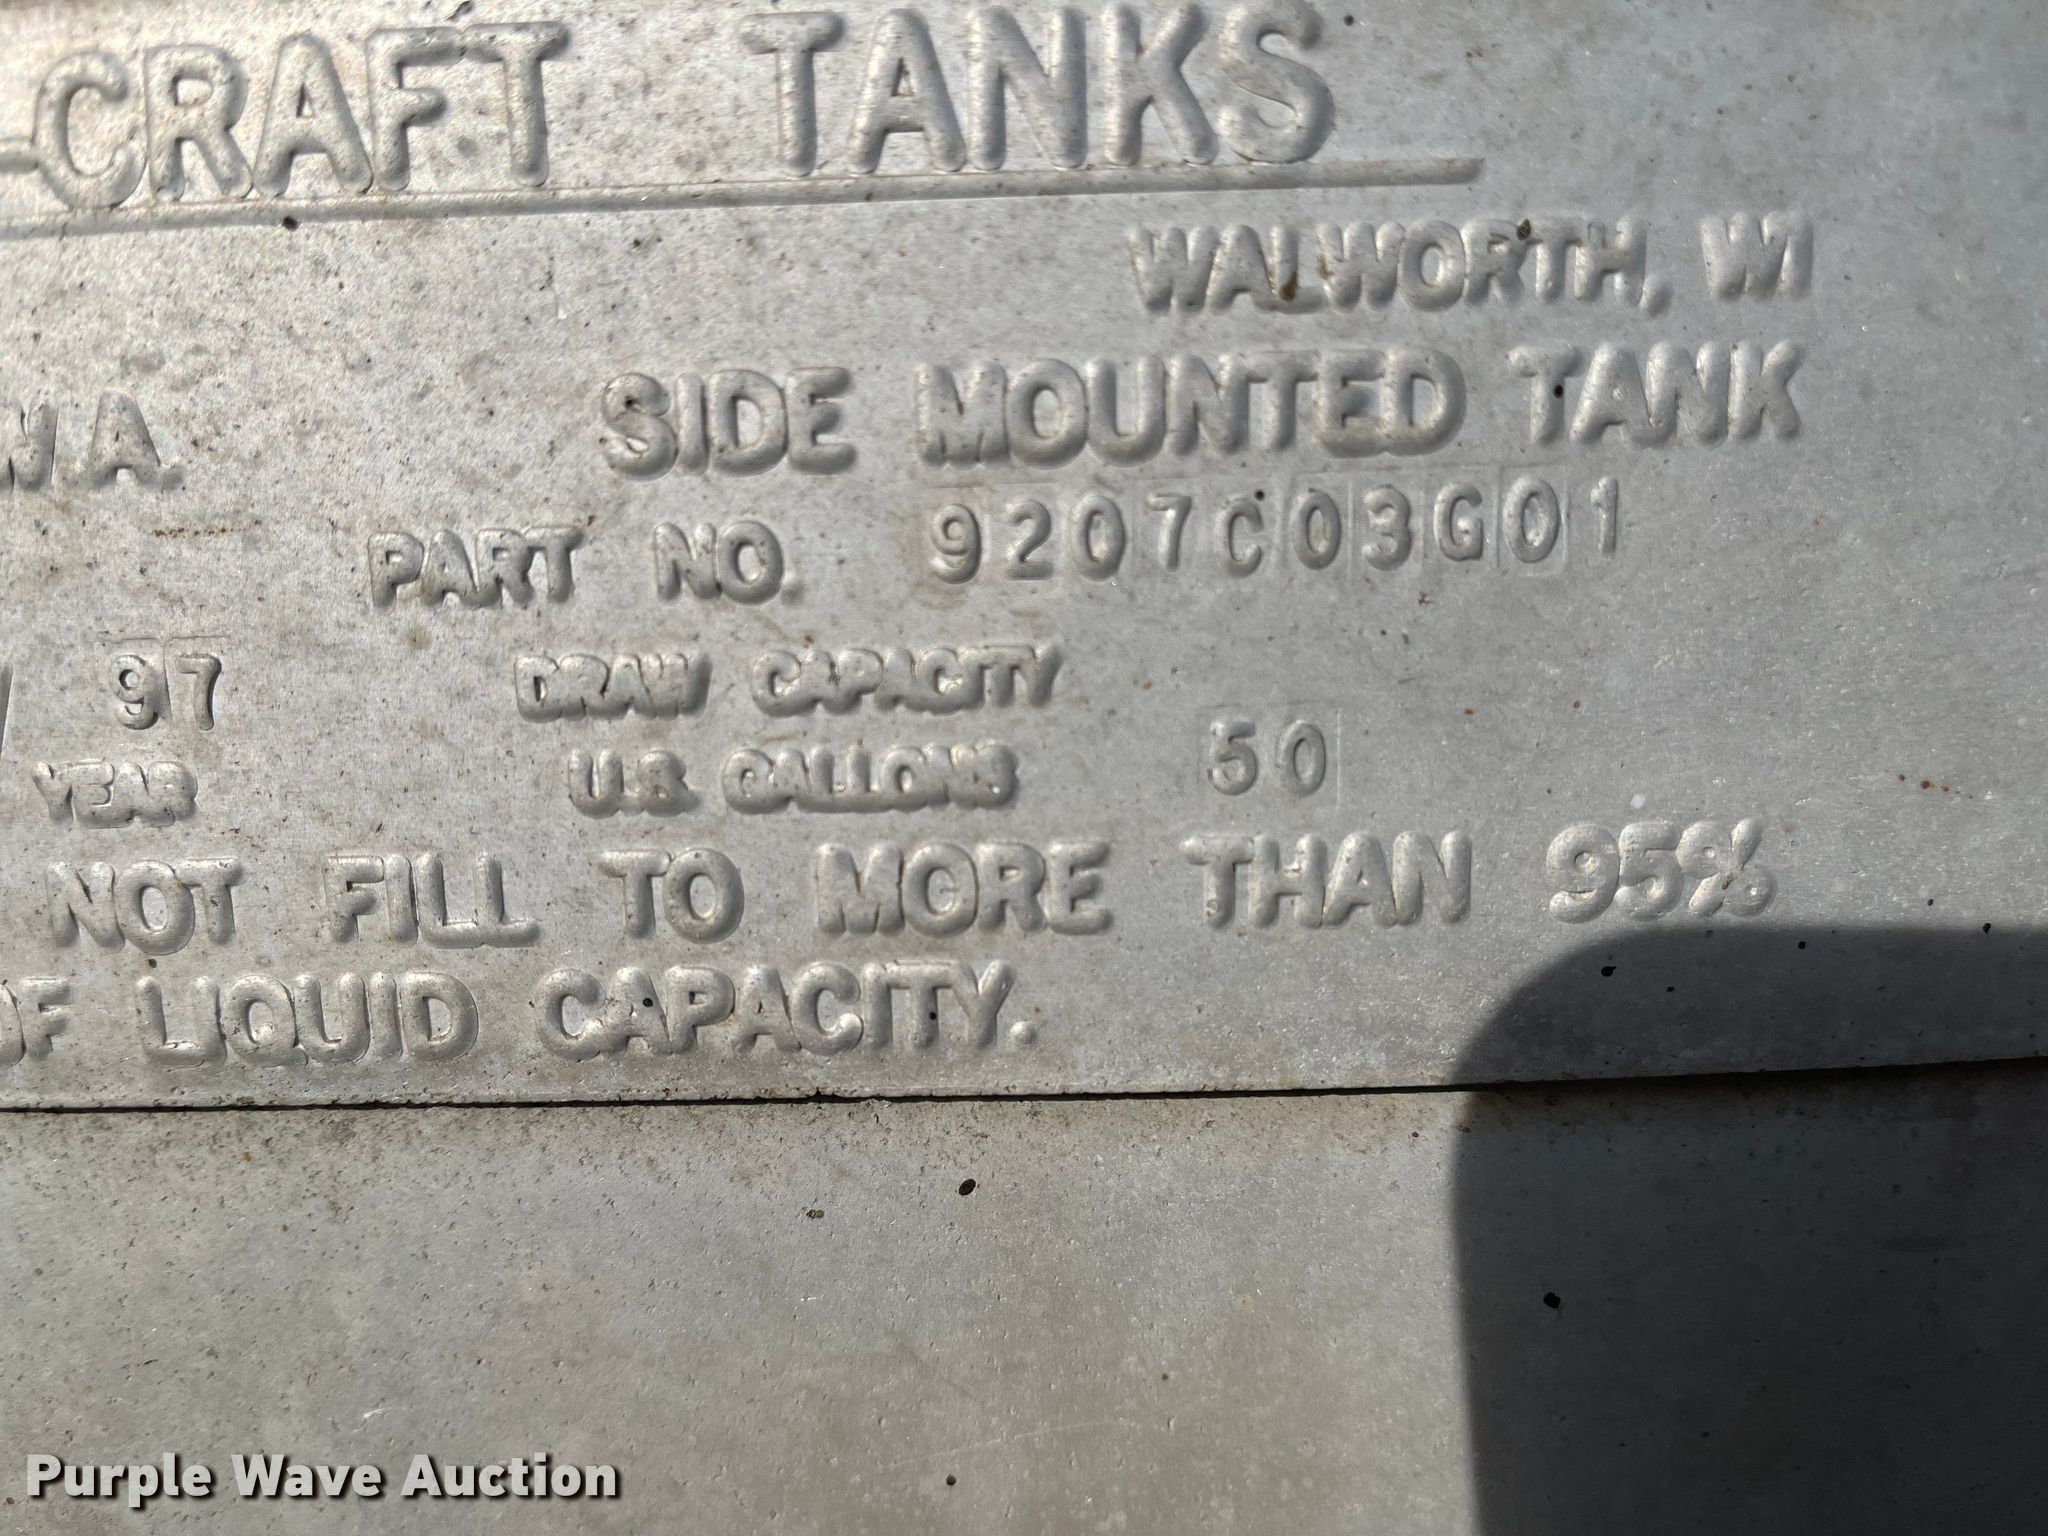 -CRAFT TANKS
WALWORTH, WI
W.A. SIDE MOUNTED TANK
PART NO. 9207C03G01
/ 97 DRAW CAPACITY
YEAR U.S. GALLONS 50
NOT FILL TO MORE THAN 95%
OF LIQUID CAPACITY.
Purple Wave Auction